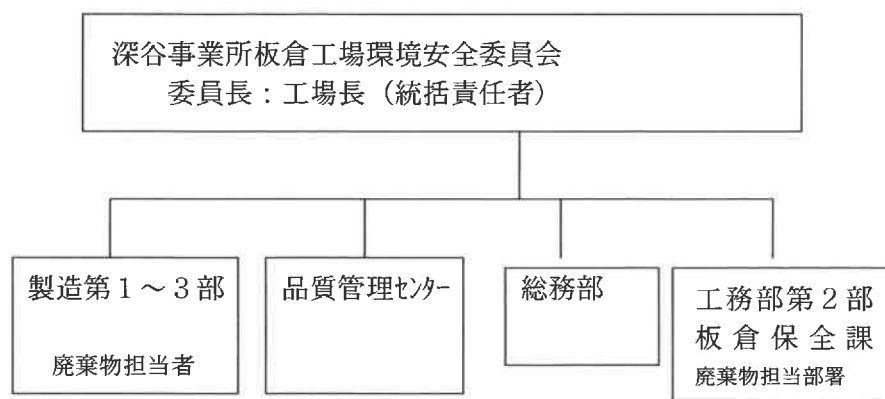 深谷事業所板倉工場環境安全委員会
委員長：工場長（統括責任者）
製造第１～３部
廃棄物担当者
品質管理ｾﾝﾀｰ
総務部
工務部第２部
板倉保全課
廃棄物担当部署